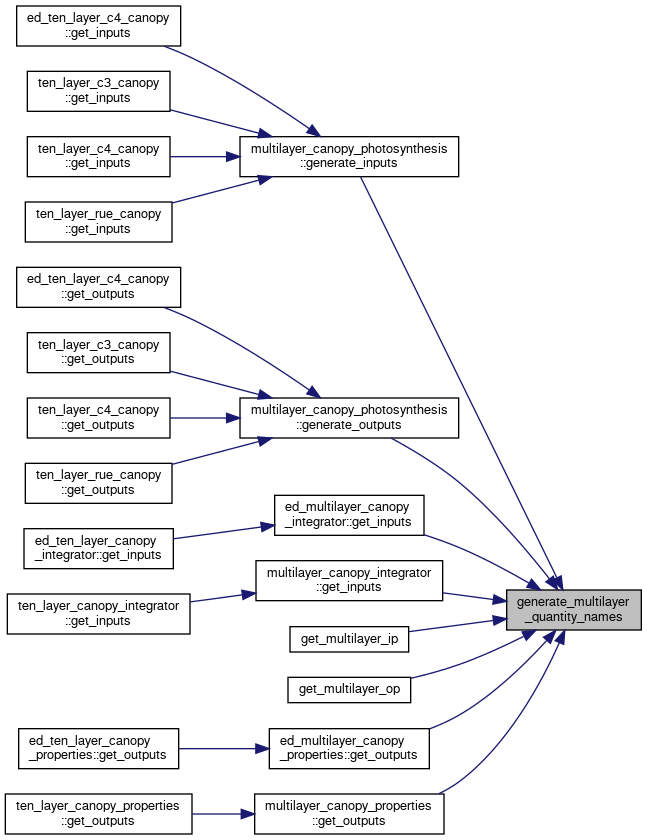 ed_ten_layer_c4_canopy
::get_inputs
ten_layer_c3_canopy
::get_inputs
ten_layer_c4_canopy
::get_inputs
ten_layer_rue_canopy
::get_inputs
multilayer_canopy_photosynthesis
::generate_inputs
ed_ten_layer_c4_canopy
::get_outputs
ten_layer_c3_canopy
::get_outputs
ten_layer_c4_canopy
::get_outputs
ten_layer_rue_canopy
::get_outputs
multilayer_canopy_photosynthesis
::generate_outputs
ed_multilayer_canopy
_integrator::get_inputs
ed_ten_layer_canopy
_integrator::get_inputs
multilayer_canopy_integrator
::get_inputs
ten_layer_canopy_integrator
::get_inputs
generate_multilayer
_quantity_names
get_multilayer_ip
get_multilayer_op
ed_ten_layer_canopy
_properties::get_outputs
ed_multilayer_canopy
_properties::get_outputs
ten_layer_canopy_properties
::get_outputs
multilayer_canopy_properties
::get_outputs